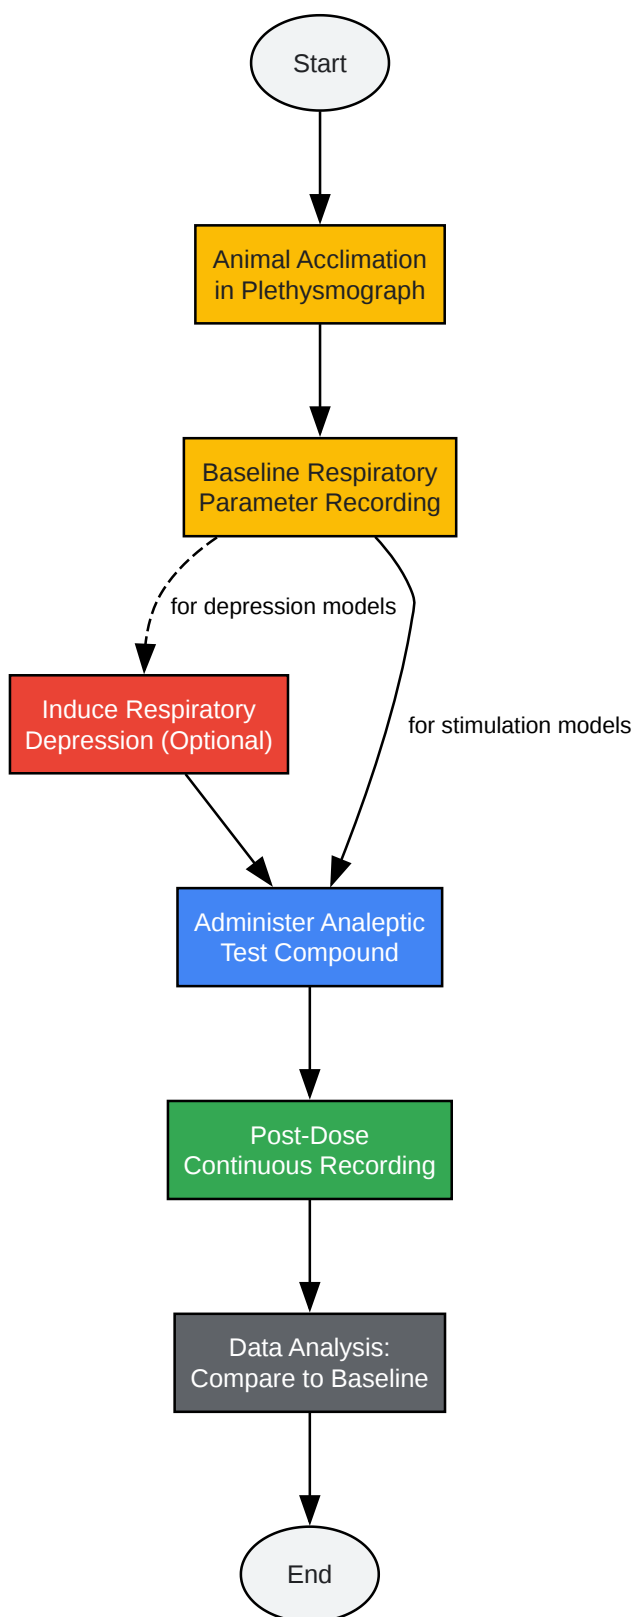 Start
Animal Acclimation
in Plethysmograph
Baseline Respiratory
Parameter Recording
for depression models
Induce Respiratory
Depression (Optional)
for stimulation models
Administer Analeptic
Test Compound
Post-Dose
Continuous Recording
Data Analysis:
Compare to Baseline
End